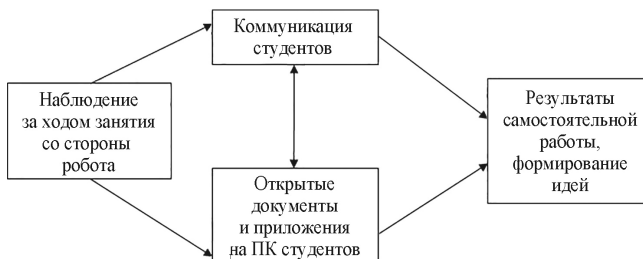 Коммуникация
студентов
Наблюдение
за ходом занятия
со стороны
робота
Открытые
документы
и приложения
на ПК студентов
Результаты
самостоятельной
работы,
формирование
идей